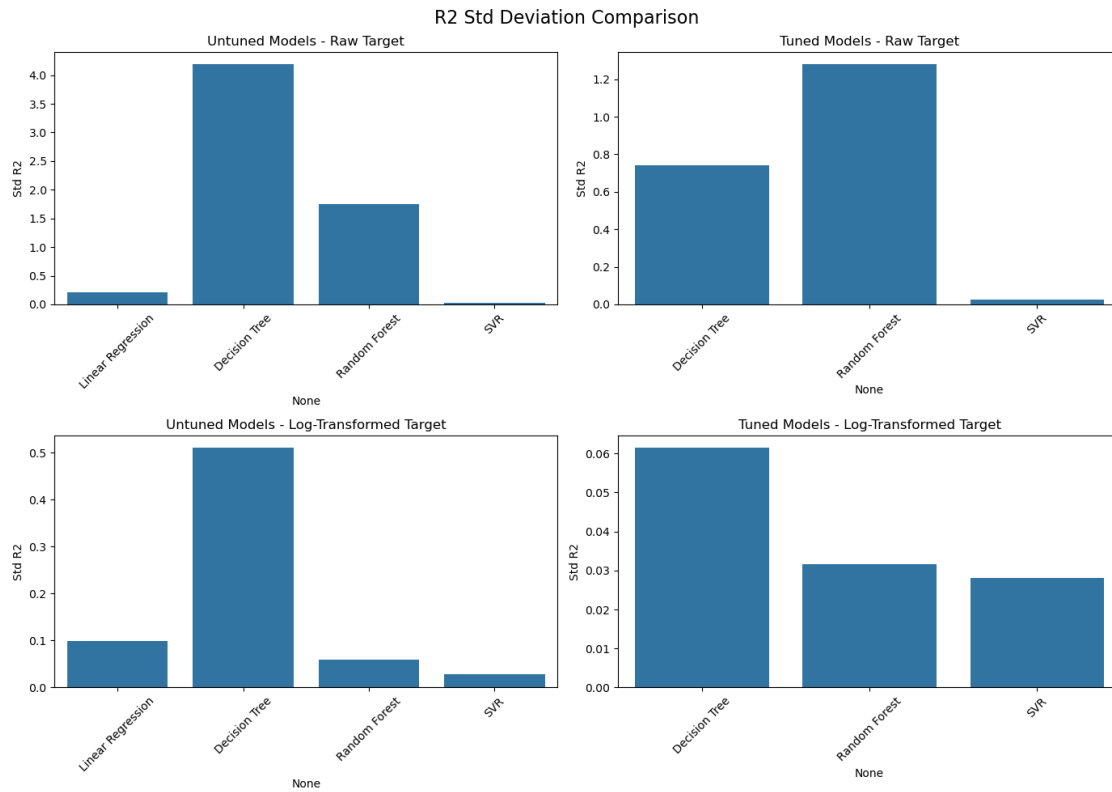 R2 Std Deviation Comparison
Untuned Models - Raw Target
Std R2
4.0
3.5
3.0
2.5
2.0
1.5
1.0
0.5
0.0
Linear Regression
Decision Tree
Random Forest
SVR
None
Tuned Models - Raw Target
Std R2
1.2
1.0
0.8
0.6
0.4
0.2
0.0
Decision Tree
Random Forest
SVR
None
Untuned Models - Log-Transformed Target
Std R2
0.5
0.4
0.3
0.2
0.1
0.0
Linear Regression
Decision Tree
Random Forest
SVR
None
Tuned Models - Log-Transformed Target
Std R2
0.06
0.05
0.04
0.03
0.02
0.01
0.00
Decision Tree
Random Forest
SVR
None